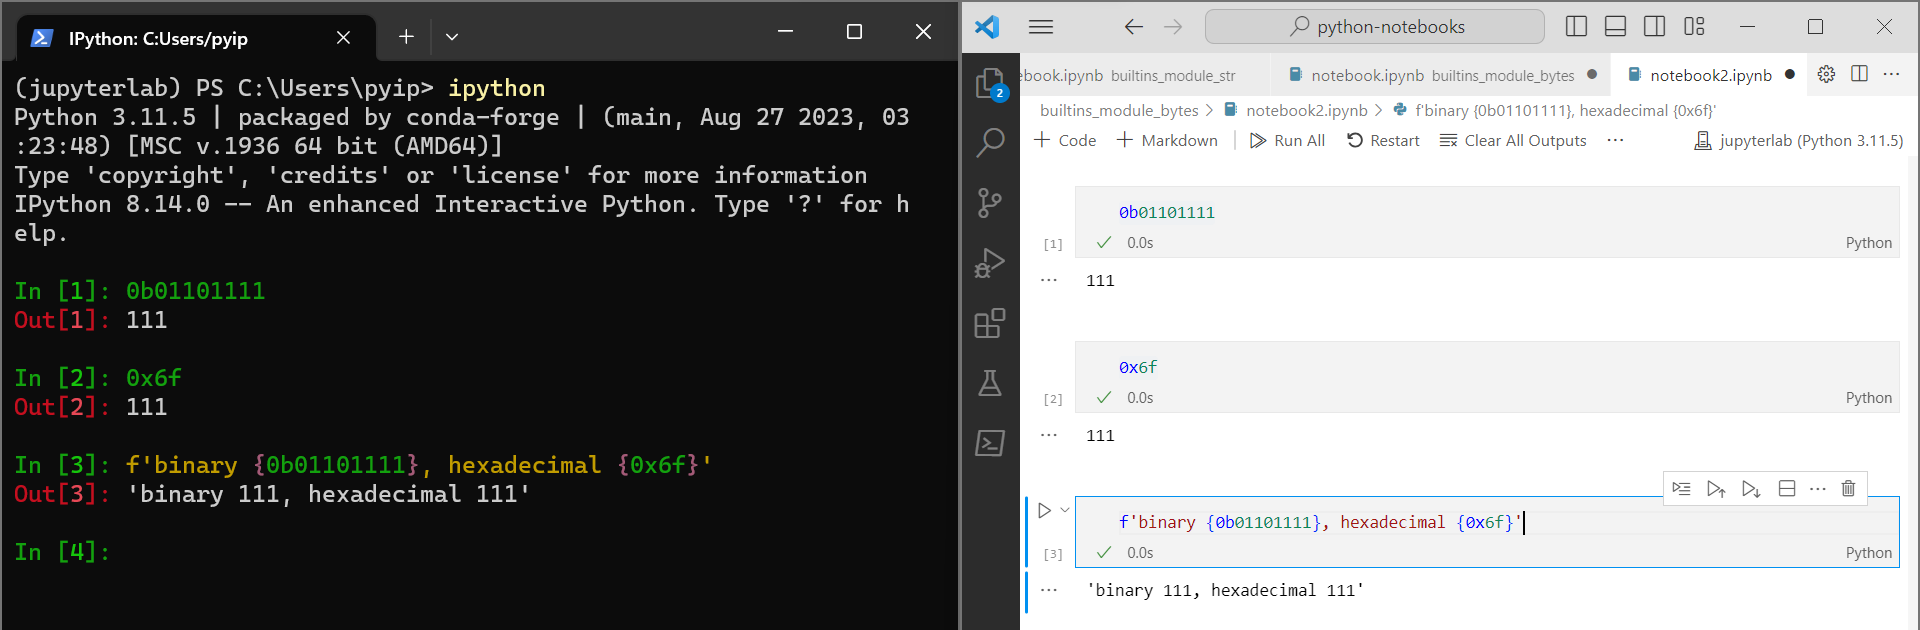 IPython: C:Users/pyip
(jupyterlab) PS C:\Users\pyip> ipython
Python 3.11.5 | packaged by conda-forge | (main, Aug 27 2023, 03
:23:48) [MSC v.1936 64 bit (AMD64)]
Type 'copyright', 'credits' or 'license' for more information
IPython 8.14.0 -- An enhanced Interactive Python. Type '?' for h
elp.
In [1]: 0b01101111
Out[1]: 111
In [2]: 0x6f
Out[2]: 111
In [3]: f'binary {0b01101111}, hexadecimal {0x6f}'
Out[3]: 'binary 111, hexadecimal 111'
In [4]:
python-notebooks
ebook.ipynb builtins_module_str notebook.ipynb builtins_module_bytes notebook2.ipynb
2
builtins_module_bytes > notebook2.ipynb > f'binary {0b01101111}, hexadecimal {0x6f}'
+ Code + Markdown | Run All Restart Clear All Outputs ... jupyterlab (Python 3.11.5)
0b01101111
[1] 0.0s Python
... 111
0x6f
[2] 0.0s Python
... 111
...
f'binary {0b01101111}, hexadecimal {0x6f}'
[3] 0.0s Python
... 'binary 111, hexadecimal 111'